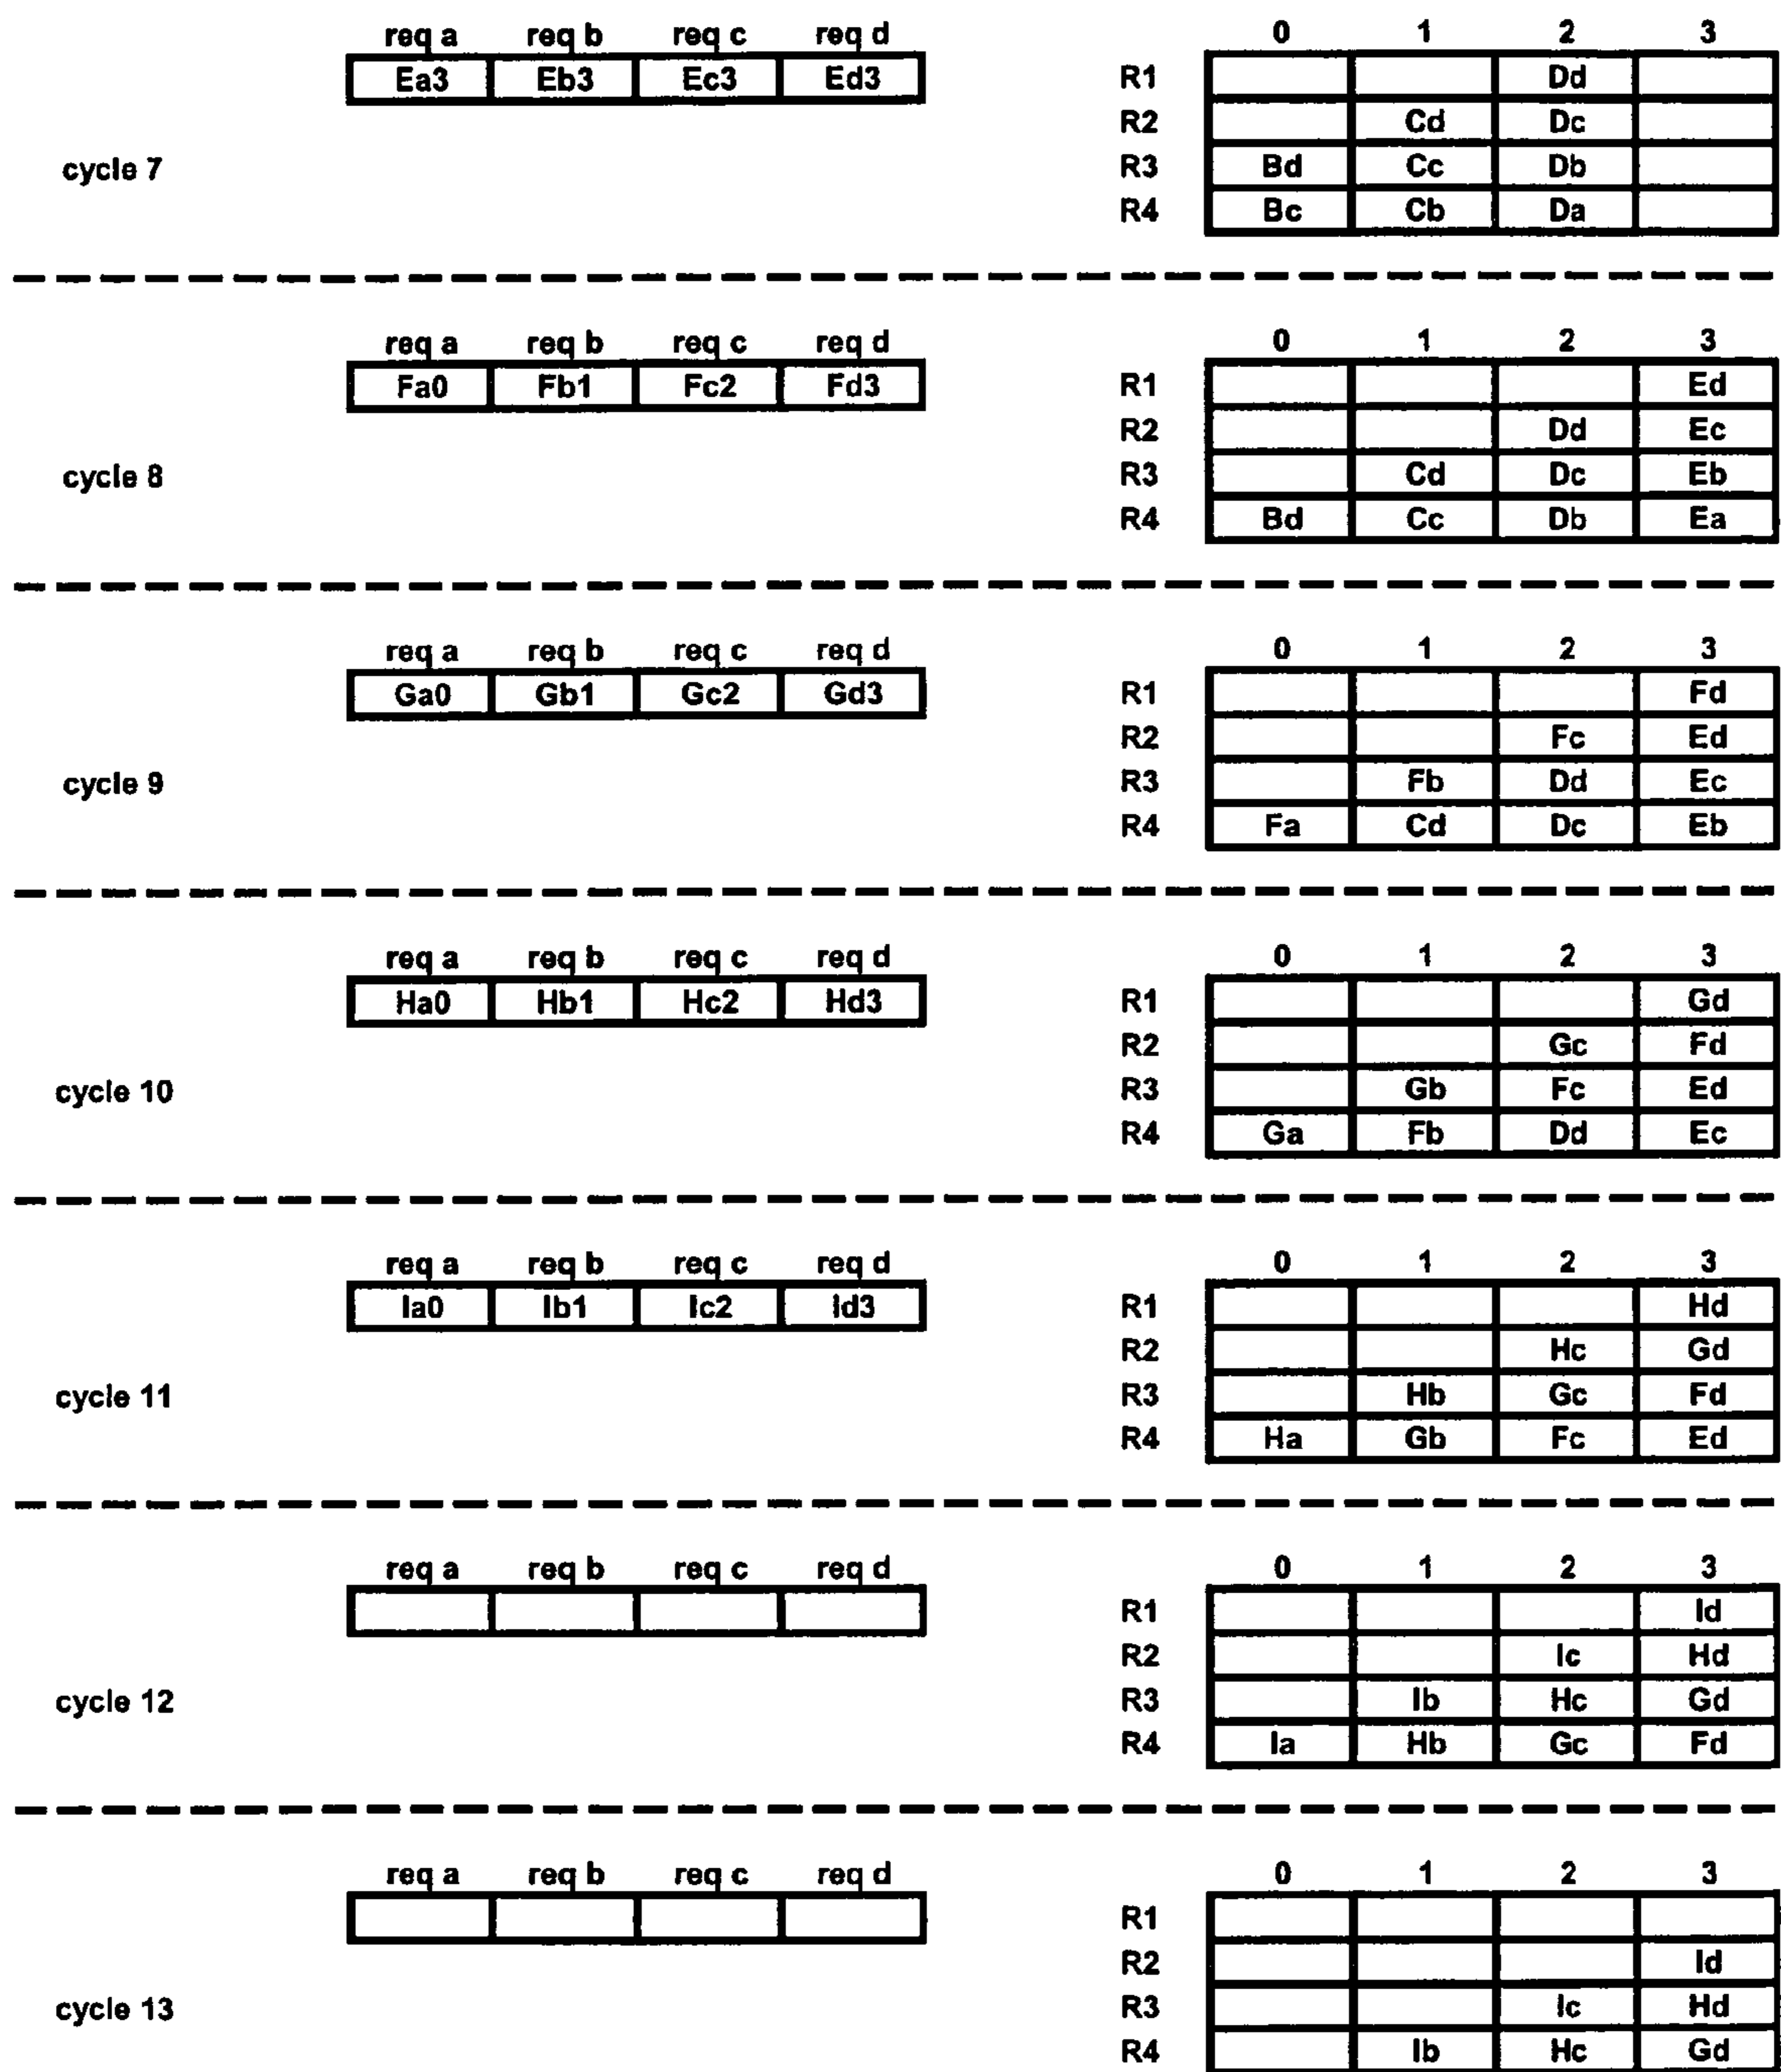 req a req b req c req d 0 1 2 3
Ea3 Eb3 Ec3 Ed3 R1 Dd
R2 Cd Dc
cycle 7 R3 Bd Cc Db
R4 Bc Cb Da
req a req b req c req d 0 1 2 3
Fa0 Fb1 Fc2 Fd3 R1 Ed
R2 Dd Ec
cycle 8 R3 Cd Dc Eb
R4 Bd Cc Db Ea
req a req b req c req d 0 1 2 3
Ga0 Gb1 Gc2 Gd3 R1 Fd
R2 Fc Ed
cycle 9 R3 Fb Dd Ec
R4 Fa Cd Dc Eb
req a req b req c req d 0 1 2 3
Ha0 Hb1 Hc2 Hd3 R1 Gd
R2 Gc Fd
cycle 10 R3 Gb Fc Ed
R4 Ga Fb Dd Ec
req a req b req c req d 0 1 2 3
Ia0 Ib1 Ic2 Id3 R1 Hd
R2 Hc Gd
cycle 11 R3 Hb Gc Fd
R4 Ha Gb Fc Ed
req a req b req c req d 0 1 2 3
R1 Id
R2 Ic Hd
cycle 12 R3 Ib Hc Gd
R4 Ia Hb Gc Fd
req a req b req c req d 0 1 2 3
R1
R2 Id
cycle 13 R3 Ic Hd
R4 Ib Hc Gd